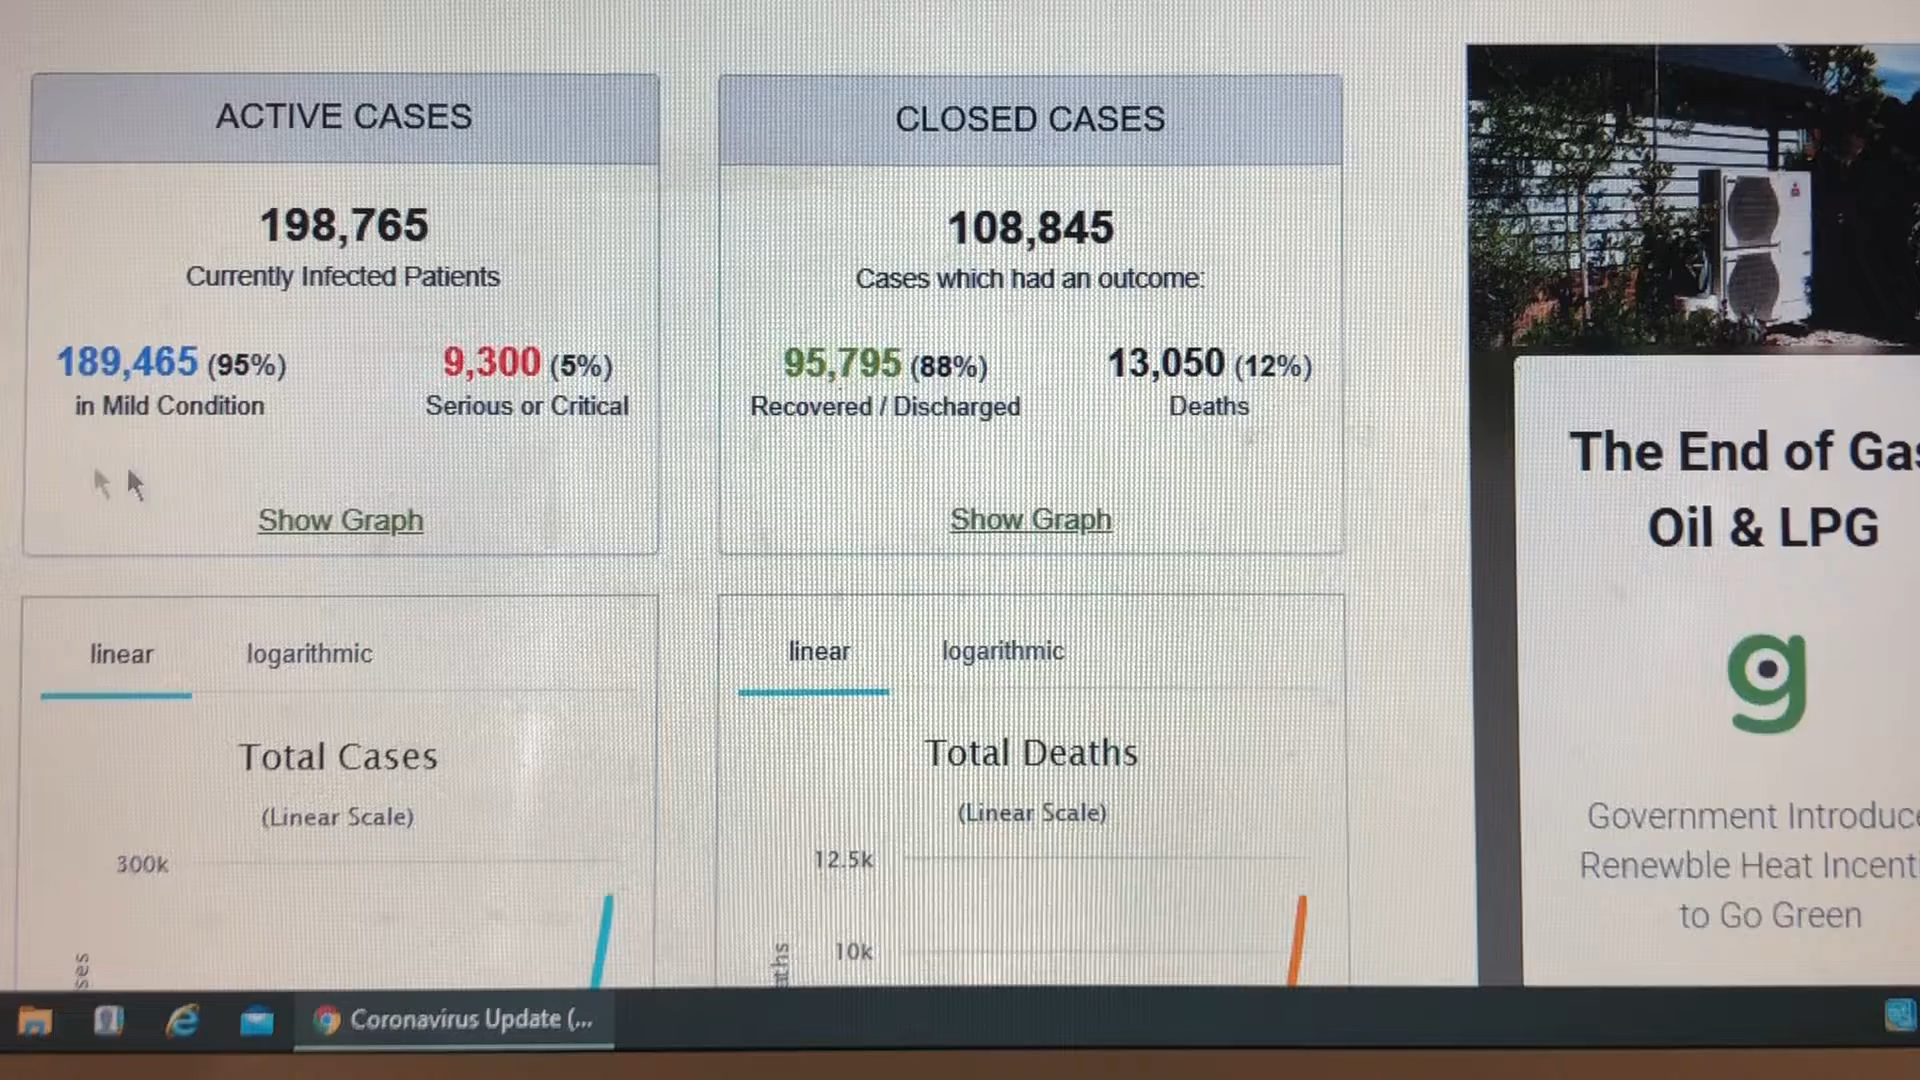 ACTIVE CASES
198,765
Currently Infected Patients
189,465 (95%)
in Mild Condition
9,300 (5%)
Serious or Critical
Show Graph
CLOSED CASES
108,845
Cases which had an outcome:
95,795 (88%)
Recovered / Discharged
13,050 (12%)
Deaths
Show Graph
linear logarithmic
Total Cases
(Linear Scale)
300k
linear logarithmic
Total Deaths
(Linear Scale)
12.5k
10k
The End of Gas
Oil & LPG
g
Government Introduce
Renewble Heat Incenti
to Go Green
Coronavirus Update (...